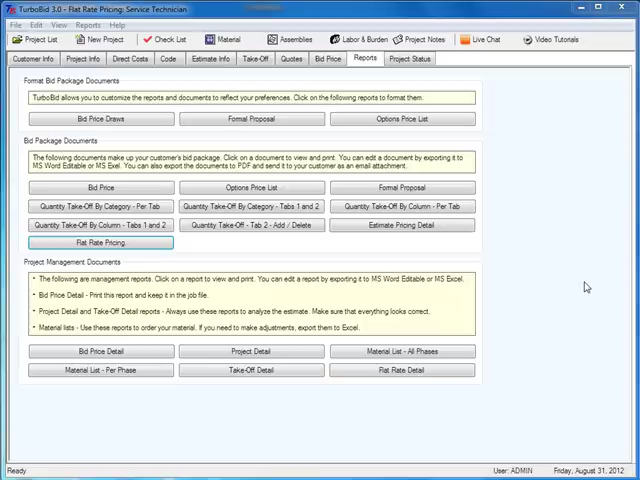 TurboBid 3.0 - Flat Rate Pricing: Service Technician
File Edit View Reports Help
Project List New Project Check List Material Assemblies Labor & Burden Project Notes Live Chat Video Tutorials
Customer Info Project Info Direct Costs Code Estimate Info Take-Off Quotes Bid Price Reports Project Status
Format Bid Package Documents
TurboBid allows you to customize the reports and documents to reflect your preferences. Click on the following reports to format them.
Bid Price Draws Formal Proposal Options Price List
Bid Package Documents
The following documents make up your customer's bid package. Click on a document to view and print. You can edit a document by exporting it to
MS Word Editable or MS Exel. You can also export the documents to PDF and send it to your customer as an email attachment.
Bid Price Options Price List Formal Proposal
Quantity Take-Off By Category - Per Tab Quantity Take-Off By Category - Tabs 1 and 2 Quantity Take-Off By Column - Per Tab
Quantity Take-Off By Column - Tabs 1 and 2 Quantity Take-Off - Tab 2 - Add / Delete Estimate Pricing Detail
Flat Rate Pricing.
Project Management Documents
• The following are management reports. Click on a report to view and print. You can edit a report by exporting it to MS Word Editable or MS Excel.
• Bid Price Detail - Print this report and keep it in the job file.
• Project Detail and Take-Off Detail reports - Always use these reports to analyze the estimate. Make sure that everything looks correct.
• Material lists - Use these reports to order your material. If you need to make adjustments, export them to Excel.
Bid Price Detail Project Detail Material List - All Phases
Material List - Per Phase Take-Off Detail Flat Rate Detail
Ready User: ADMIN Friday, August 31, 2012